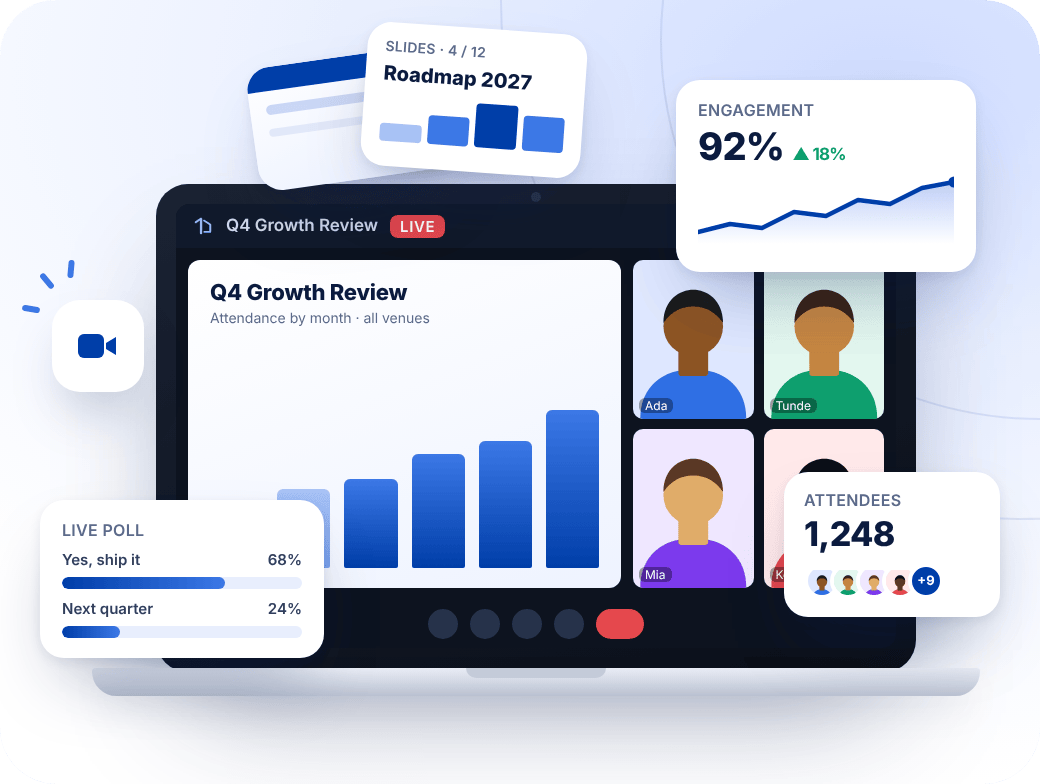 SLIDES · 4 / 12
Roadmap 2027
ENGAGEMENT
92% ▲ 18%
Q4 Growth Review LIVE
Q4 Growth Review
Attendance by month · all venues
Ada
Tunde
Mia
K
ATTENDEES
1,248
+9
LIVE POLL
Yes, ship it 68%
Next quarter 24%